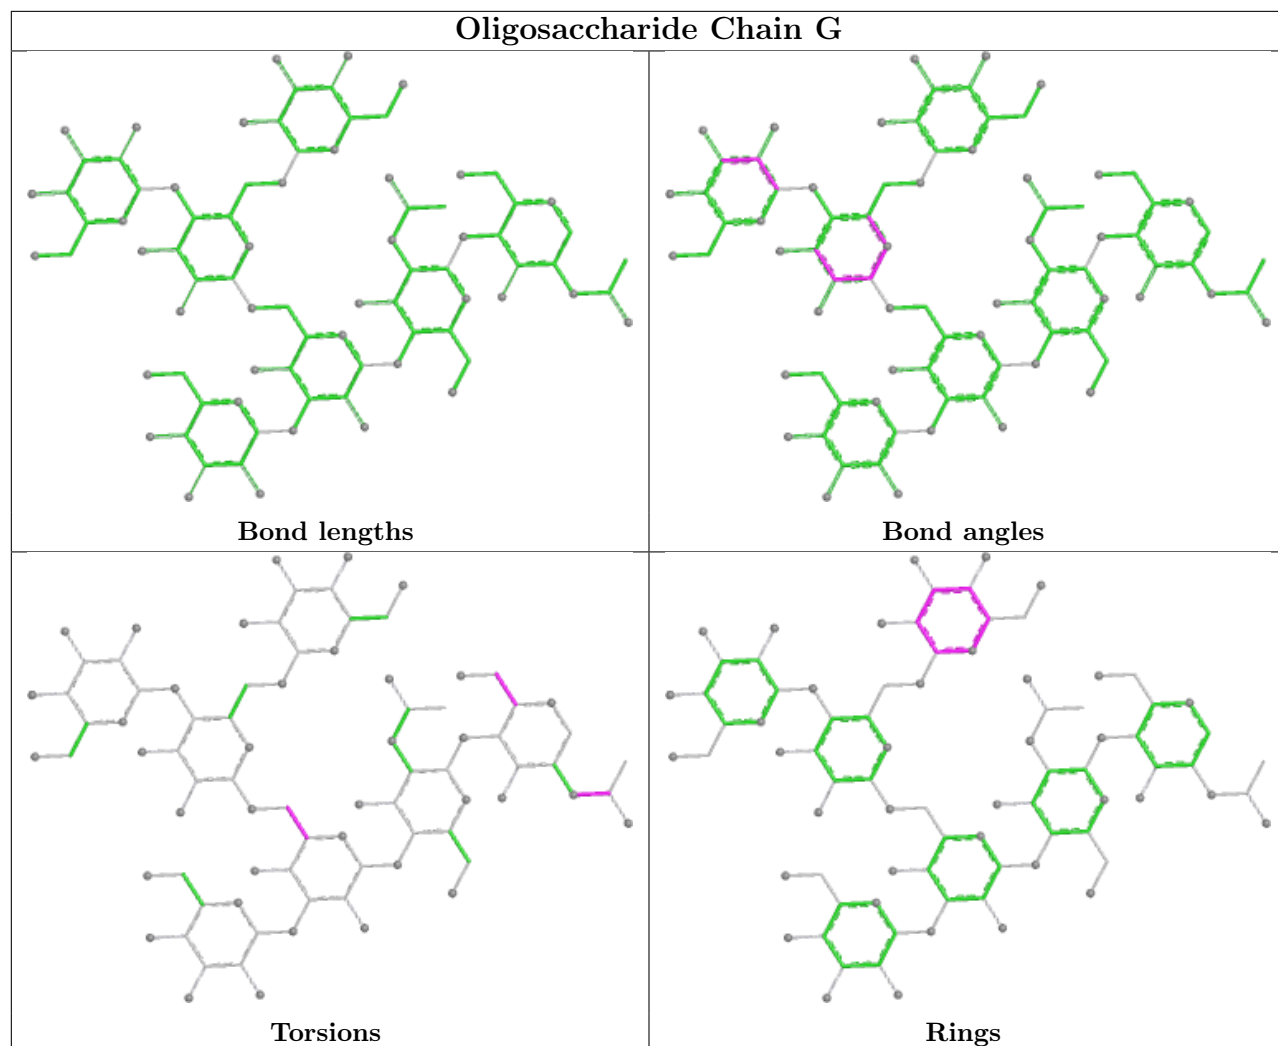 Oligosaccharide Chain G
Bond lengths
Bond angles
Torsions
Rings